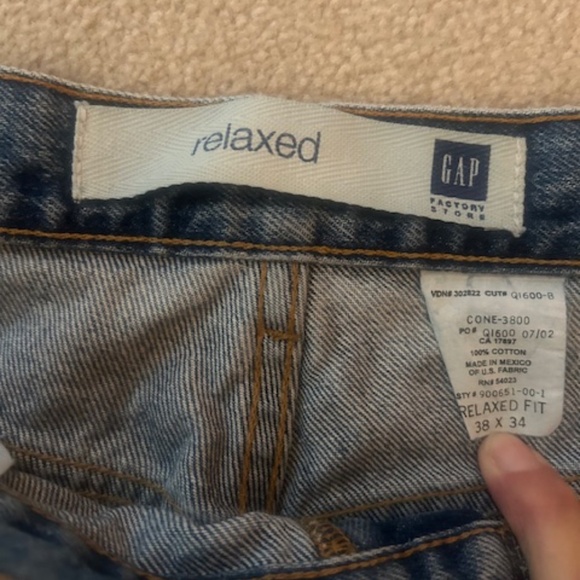 relaxed
GAP
FACTORY
STORE
VDN# 302822 CUT# Q1600-B
CONE-3800
PO# Q1600 07/02
CA 17897
100% COTTON
MADE IN MEXICO
OF U.S. FABRIC
RN# 54023
STY# 900651-00-1
RELAXED FIT
38 X 34